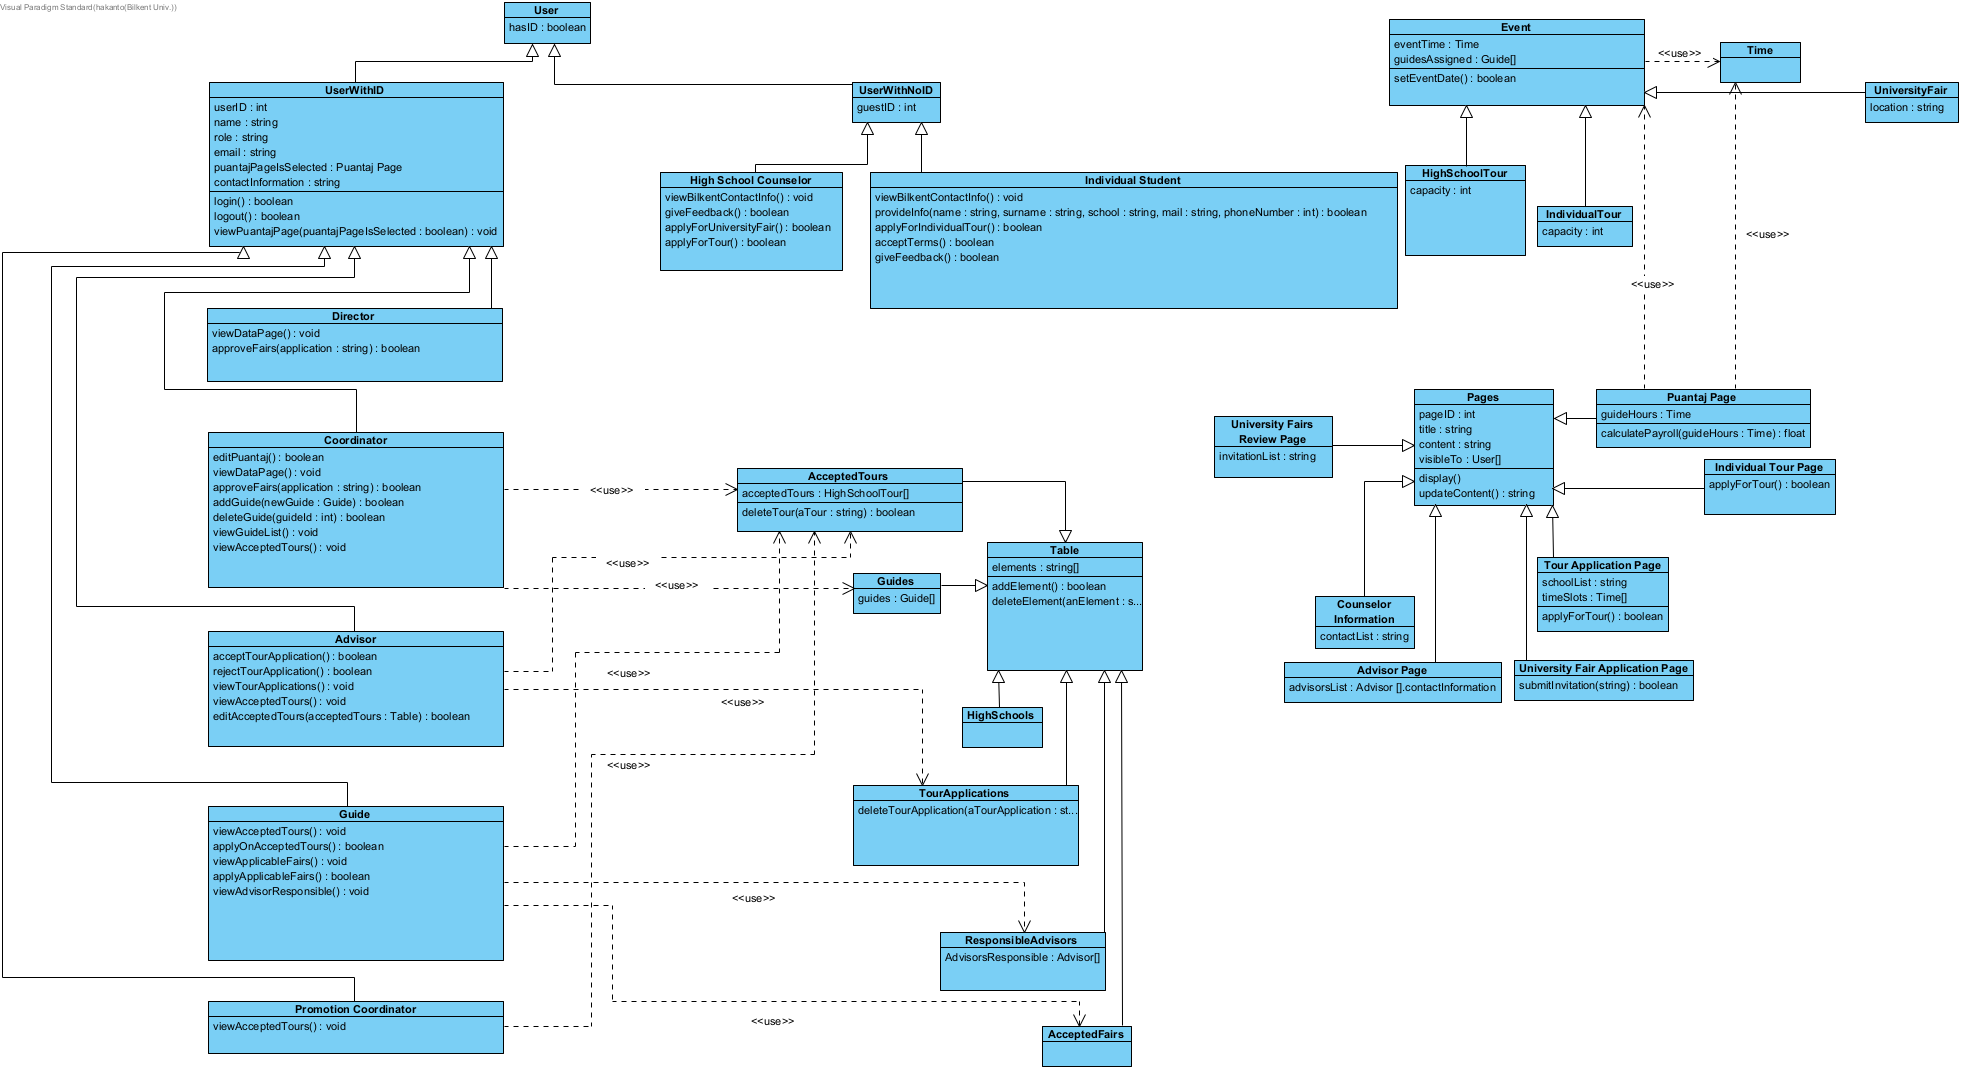 Visual Paradigm Standard(hakanto(Bilkent Univ.))
User
hasID : boolean
UserWithID
userID : int
name : string
role : string
email : string
puantajPageIsSelected : Puantaj Page
contactInformation : string
login() : boolean
logout() : boolean
viewPuantajPage(puantajPageIsSelected : boolean) : void
UserWithNoID
guestID : int
High School Counselor
viewBilkentContactInfo() : void
giveFeedback() : boolean
applyForUniversityFair() : boolean
applyForTour() : boolean
Individual Student
viewBilkentContactInfo() : void
provideInfo(name : string, surname : string, school : string, mail : string, phoneNumber : int) : boolean
applyForIndividualTour() : boolean
acceptTerms() : boolean
giveFeedback() : boolean
Event
eventTime : Time
guidesAssigned : Guide[]
setEventDate() : boolean
<<use>>
Time
UniversityFair
location : string
HighSchoolTour
capacity : int
IndividualTour
capacity : int
<<use>>
<<use>>
Director
viewDataPage() : void
approveFairs(application : string) : boolean
Coordinator
editPuantaj() : boolean
viewDataPage() : void
approveFairs(application : string) : boolean
addGuide(newGuide : Guide) : boolean
deleteGuide(guideId : int) : boolean
viewGuideList() : void
viewAcceptedTours() : void
Advisor
acceptTourApplication() : boolean
rejectTourApplication() : boolean
viewTourApplications() : void
viewAcceptedTours() : void
editAcceptedTours(acceptedTours : Table) : boolean
Guide
viewAcceptedTours() : void
applyOnAcceptedTours() : boolean
viewApplicableFairs() : void
applyApplicableFairs() : boolean
viewAdvisorResponsible() : void
Promotion Coordinator
viewAcceptedTours() : void
<<use>>
<<use>>
<<use>>
<<use>>
<<use>>
<<use>>
<<use>>
<<use>>
AcceptedTours
acceptedTours : HighSchoolTour[]
deleteTour(aTour : string) : boolean
Guides
guides : Guide[]
Table
elements : string[]
addElement() : boolean
deleteElement(anElement : s...
HighSchools
TourApplications
deleteTourApplication(aTourApplication : st...
ResponsibleAdvisors
AdvisorsResponsible : Advisor[]
AcceptedFairs
Pages
pageID : int
title : string
content : string
visibleTo : User[]
display()
updateContent() : string
Puantaj Page
guideHours : Time
calculatePayroll(guideHours : Time) : float
University Fairs
Review Page
invitationList : string
Individual Tour Page
applyForTour() : boolean
Tour Application Page
schoolList : string
timeSlots : Time[]
applyForTour() : boolean
Counselor
Information
contactList : string
Advisor Page
advisorsList : Advisor [].contactInformation
University Fair Application Page
submitInvitation(string) : boolean